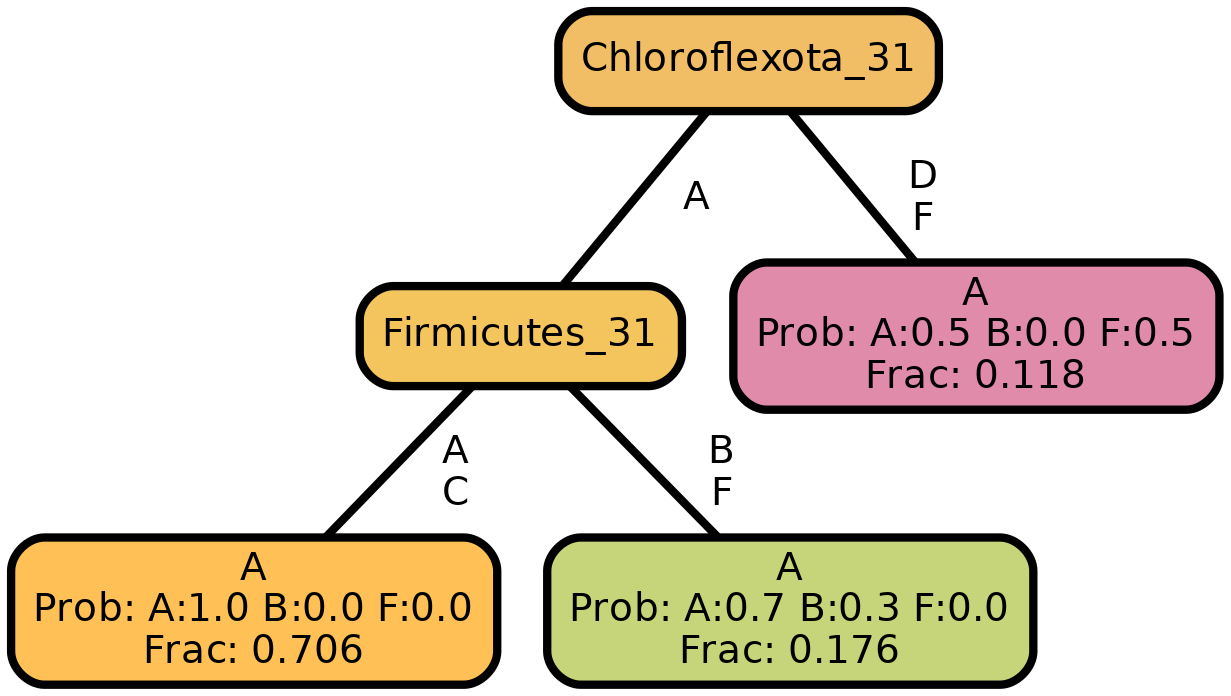 Chloroflexota_31
A
D
F
Firmicutes_31
A
Prob: A:0.5 B:0.0 F:0.5
Frac: 0.118
A
C
B
F
A
Prob: A:1.0 B:0.0 F:0.0
Frac: 0.706
A
Prob: A:0.7 B:0.3 F:0.0
Frac: 0.176